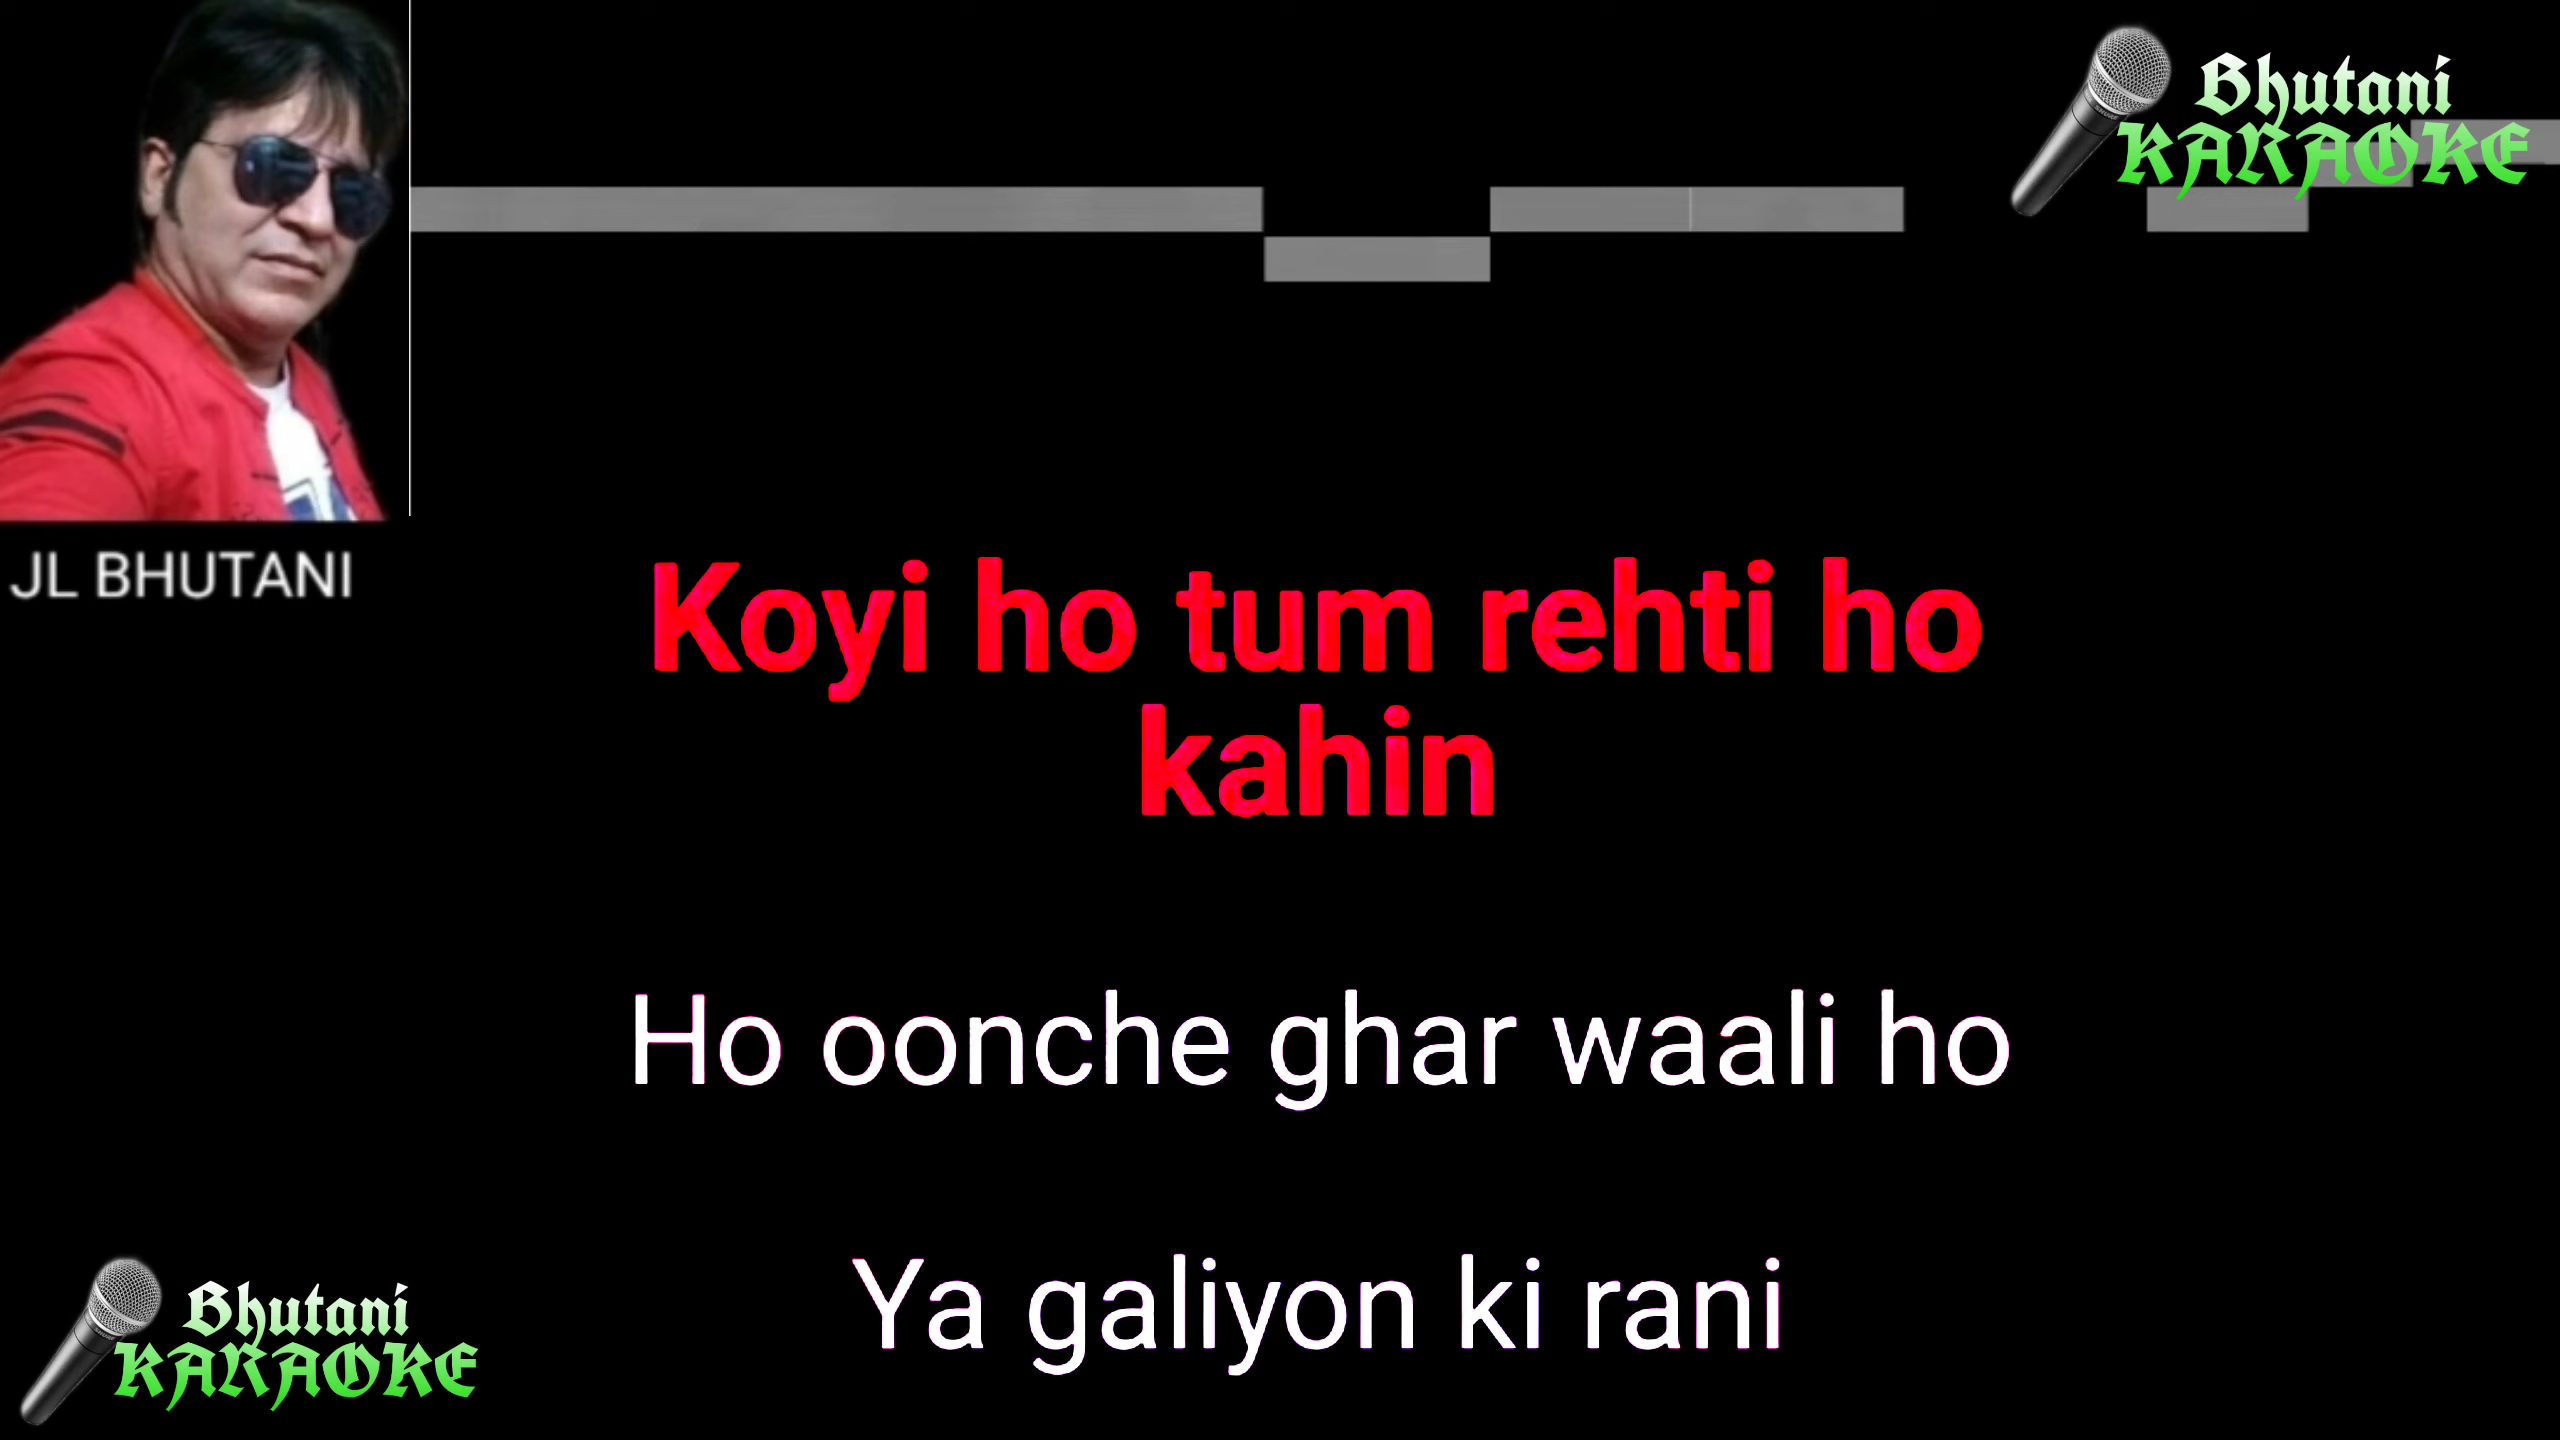 Bhutani
KARAOKE
JL BHUTANI
Koyi ho tum rehti ho
kahin
Ho oonche ghar waali ho
Ya galiyon ki rani
Bhutani
KARAOKE